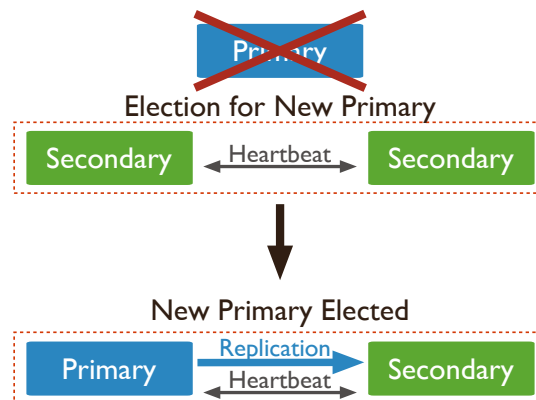 Primary
Election for New Primary
Secondary
Heartbeat
Secondary
New Primary Elected
Replication
Primary
Heartbeat
Secondary